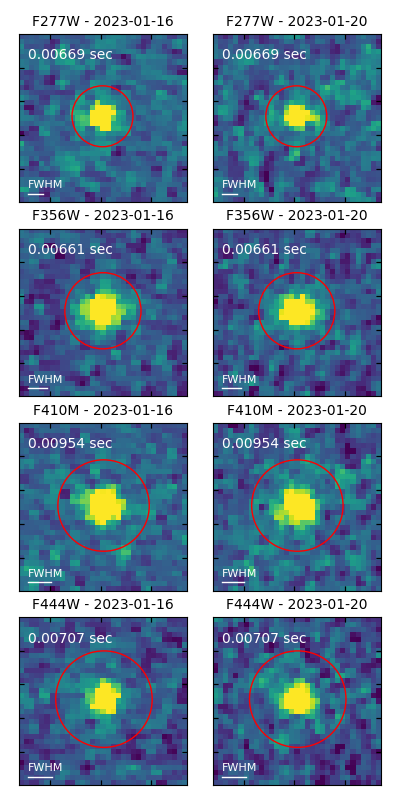 F277W - 2023-01-16
F277W - 2023-01-20
0.00669 sec
0.00669 sec
FWHM
FWHM
F356W - 2023-01-16
F356W - 2023-01-20
0.00661 sec
0.00661 sec
FWHM
FWHM
F410M - 2023-01-16
F410M - 2023-01-20
0.00954 sec
0.00954 sec
FWHM
FWHM
F444W - 2023-01-16
F444W - 2023-01-20
0.00707 sec
0.00707 sec
FWHM
FWHM